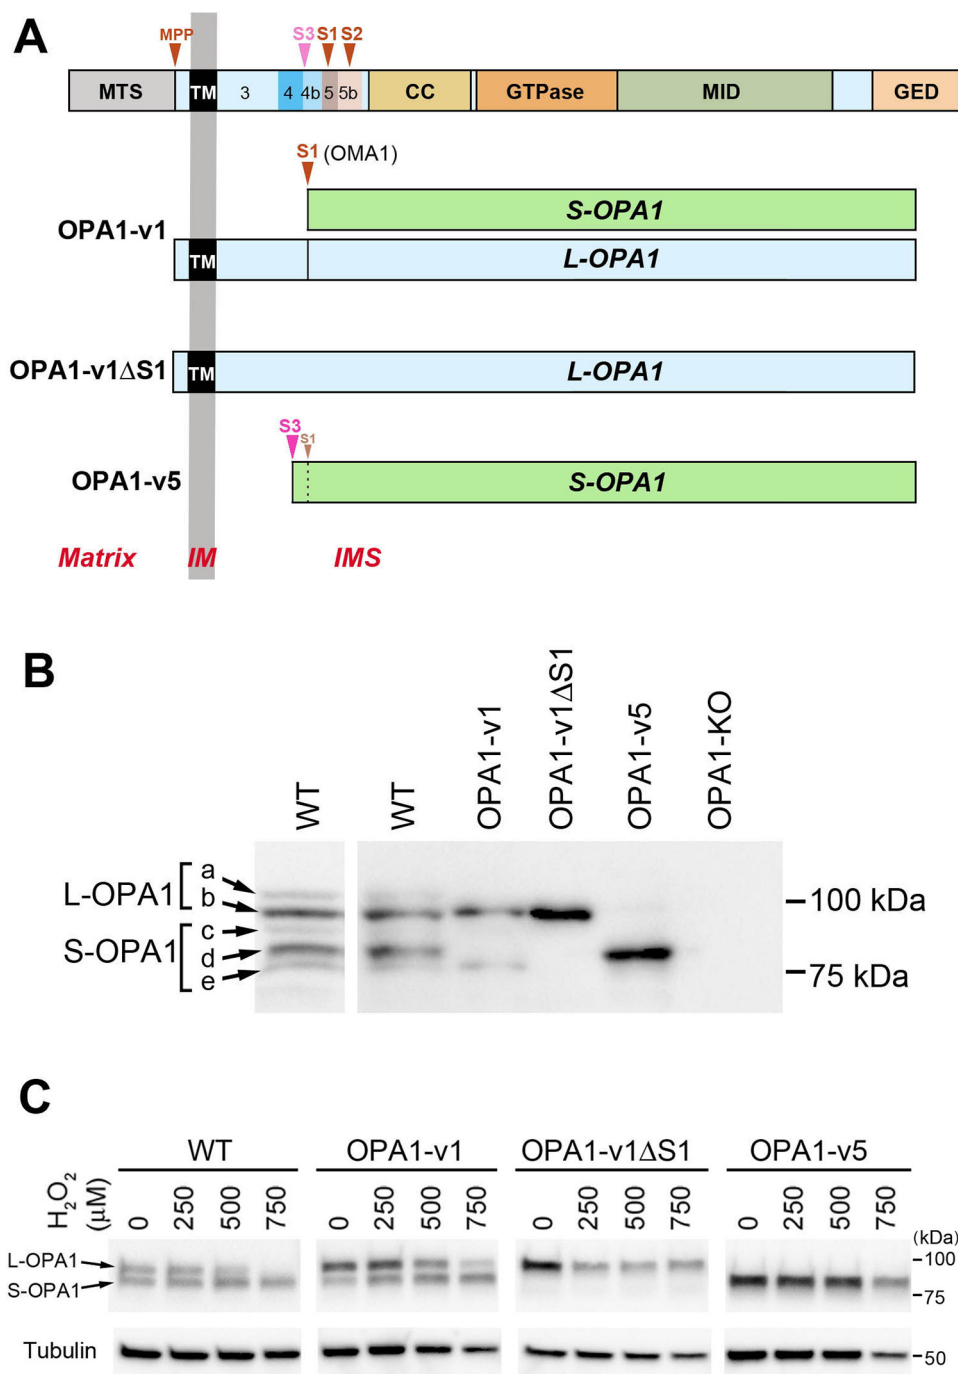 A
MPP S3 S1 S2
MTS TM 3 4 4b 5 5b CC GTPase MID GED
S1 (OMA1)
S-OPA1
OPA1-v1
TM L-OPA1
OPA1-v1ΔS1 TM L-OPA1
S3 S1
OPA1-v5 S-OPA1
Matrix IM IMS
B
WT WT OPA1-v1 OPA1-v1ΔS1 OPA1-v5 OPA1-KO
L-OPA1 a
b
S-OPA1 c
d
e
100 kDa
75 kDa
C
WT OPA1-v1 OPA1-v1ΔS1 OPA1-v5
H₂O₂ (μM) 0 250 500 750 0 250 500 750 0 250 500 750 0 250 500 750
(kDa)
L-OPA1 100
S-OPA1 75
Tubulin 50